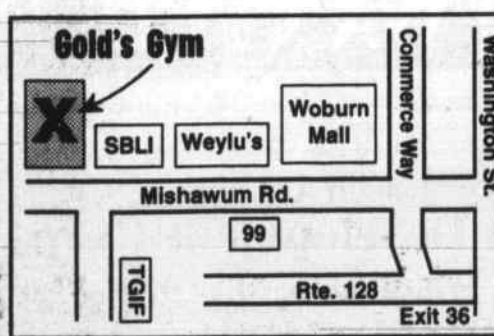 Gold's Gym
X
SBLI
Weylu's
Woburn
Mall
Commerce Way
Washington St.
Mishawum Rd.
99
TGIF
Rte. 128
Exit 36